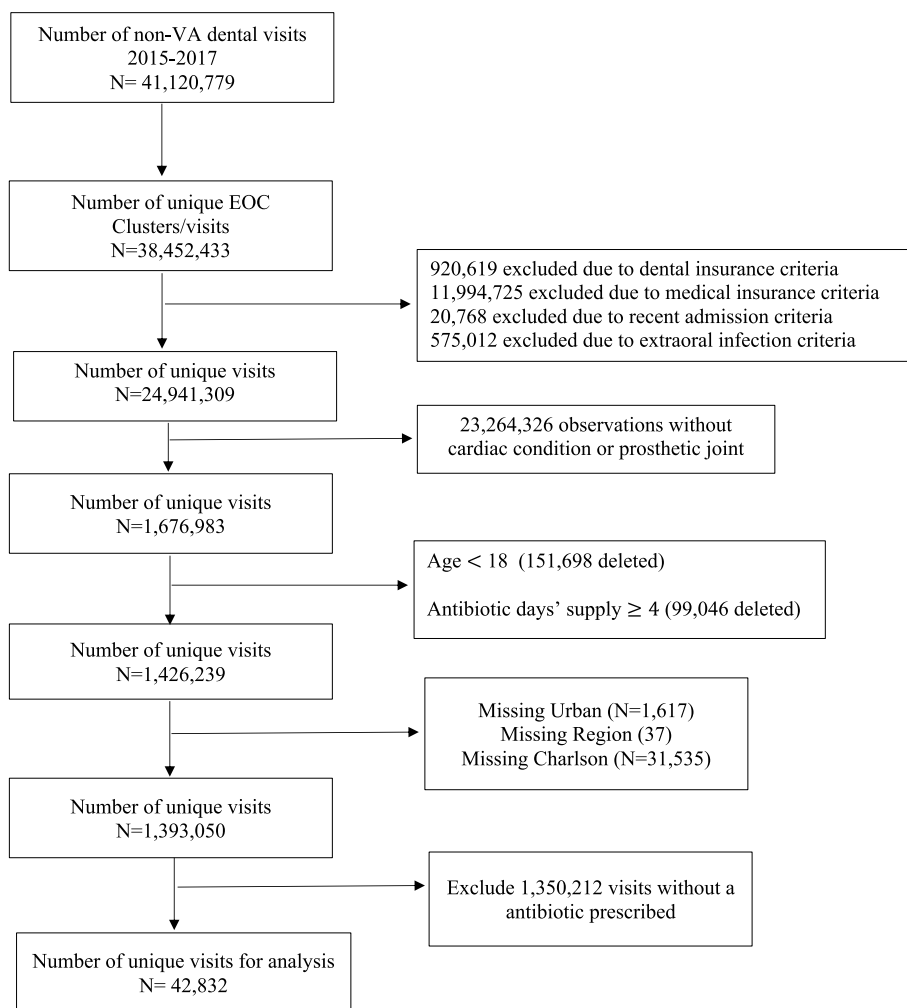 Number of non-VA dental visits
2015-2017
N= 41,120,779
Number of unique EOC
Clusters/visits
N=38,452,433
920,619 excluded due to dental insurance criteria
11,994,725 excluded due to medical insurance criteria
20,768 excluded due to recent admission criteria
575,012 excluded due to extraoral infection criteria
Number of unique visits
N=24,941,309
23,264,326 observations without
cardiac condition or prosthetic joint
Number of unique visits
N=1,676,983
Age < 18 (151,698 deleted)
Antibiotic days’ supply ≥ 4 (99,046 deleted)
Number of unique visits
N=1,426,239
Missing Urban (N=1,617)
Missing Region (37)
Missing Charlson (N=31,535)
Number of unique visits
N=1,393,050
Exclude 1,350,212 visits without a
antibiotic prescribed
Number of unique visits for analysis
N= 42,832